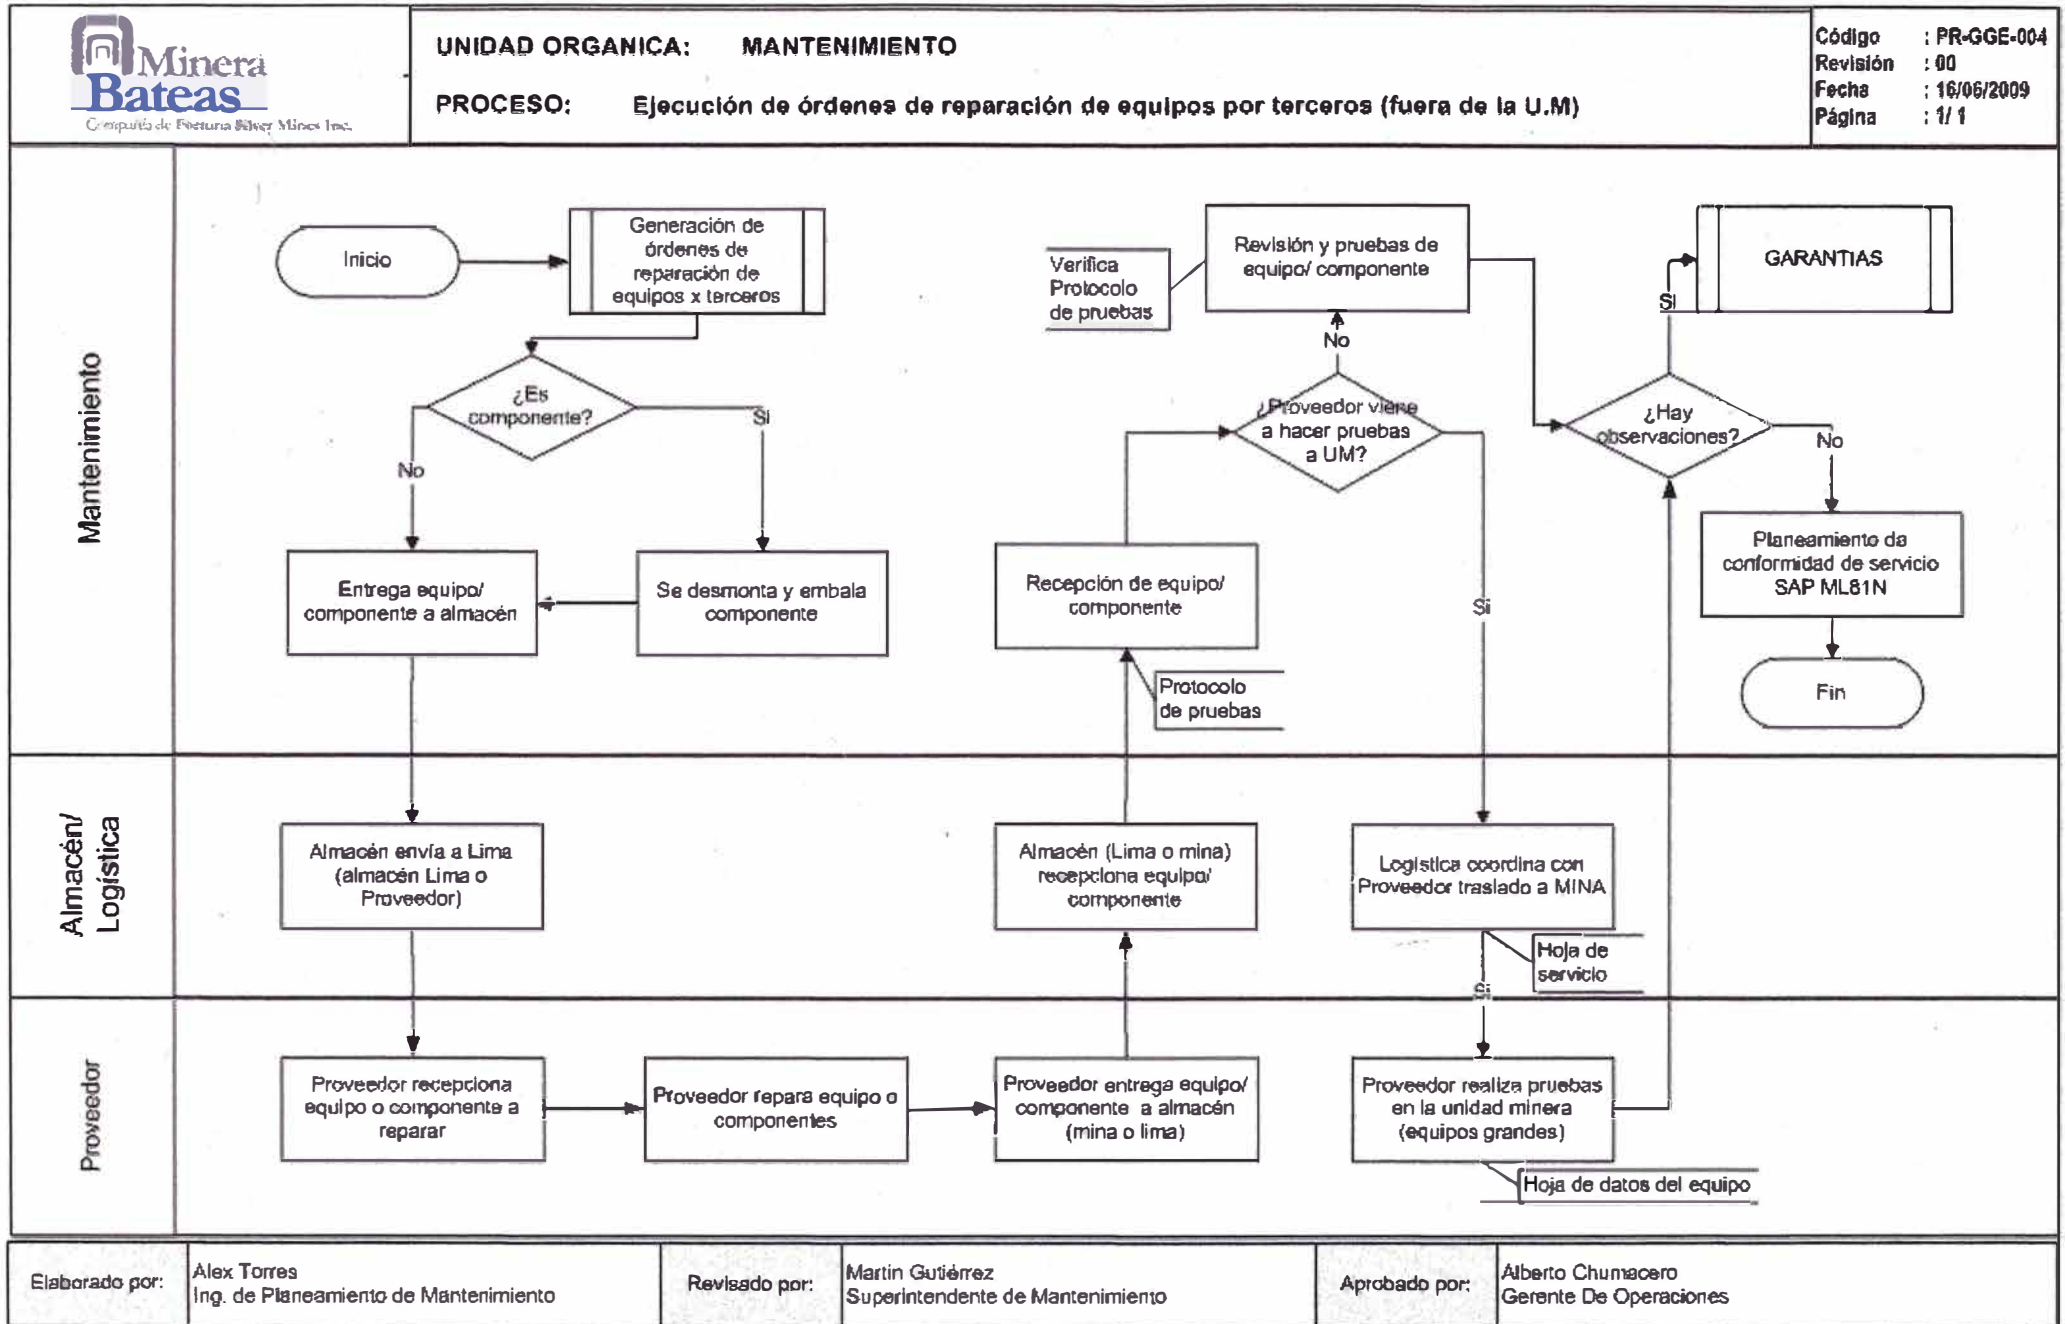 Minera
Bateas
Compañía de Fortuna Silver Mines Inc.
UNIDAD ORGANICA: MANTENIMIENTO
PROCESO: Ejecución de órdenes de reparación de equipos por terceros (fuera de la U.M)
Código : PR-GGE-004
Revisión : 00
Fecha : 16/06/2009
Página : 1/ 1
Mantenimiento
Inicio
Generación de
órdenes de
reparación de
equipos x terceros
¿Es
componente?
No
Si
Entrega equipo/
componente a almacén
Se desmonta y embala
componente
Verifica
Protocolo
de pruebas
Revisión y pruebas de
equipo/ componente
No
¿Proveedor viene
a hacer pruebas
a UM?
Si
Recepción de equipo/
componente
Protocolo
de pruebas
GARANTIAS
Si
¿Hay
observaciones?
No
Planeamiento da
conformidad de servicio
SAP ML81N
Fin
Almacén/
Logística
Almacén envía a Lima
(almacén Lima o
Proveedor)
Almacén (Lima o mina)
recepciona equipo/
componente
Logística coordina con
Proveedor traslado a MINA
Hoja de
servicio
Si
Proveedor
Proveedor recepciona
equipo o componente a
reparar
Proveedor repara equipo o
componentes
Proveedor entrega equipo/
componente a almacén
(mina o lima)
Proveedor realiza pruebas
en la unidad minera
(equipos grandes)
Hoja de datos del equipo
Elaborado por:
Alex Torres
Ing. de Planeamiento de Mantenimiento
Revisado por:
Martin Gutiérrez
Superintendente de Mantenimiento
Aprobado por:
Alberto Chumacero
Gerente De Operaciones